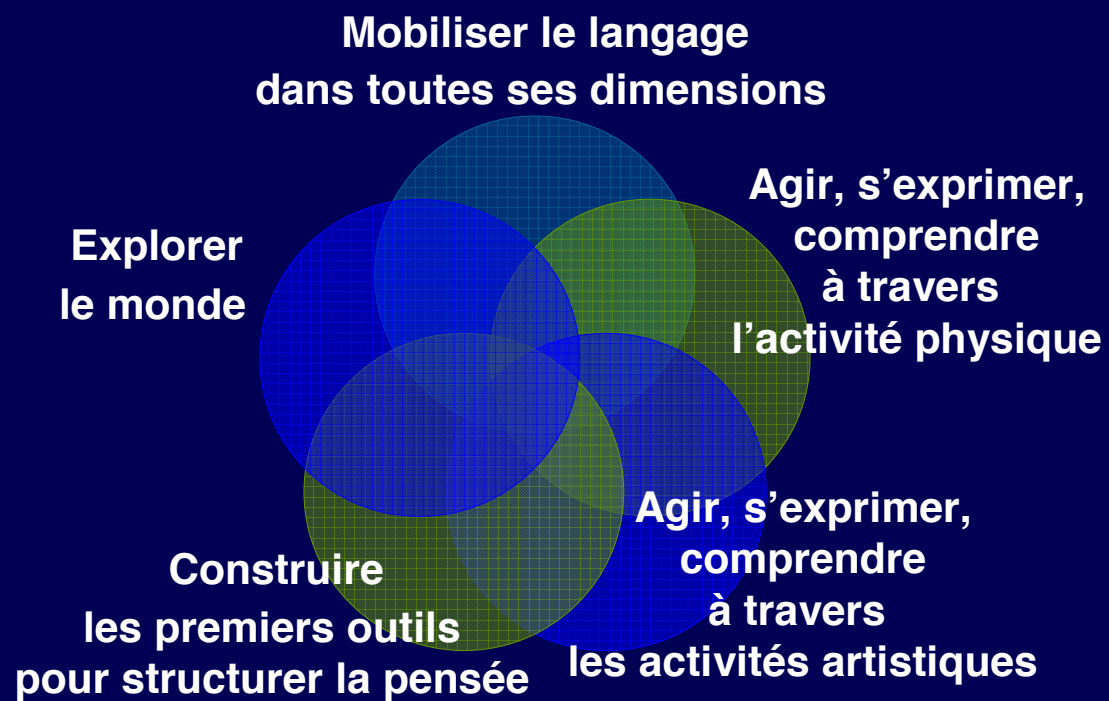 Mobiliser le langage
dans toutes ses dimensions
Agir, s’exprimer,
comprendre
à travers
l’activité physique
Explorer
le monde
Agir, s’exprimer,
comprendre
à travers
les activités artistiques
Construire
les premiers outils
pour structurer la pensée